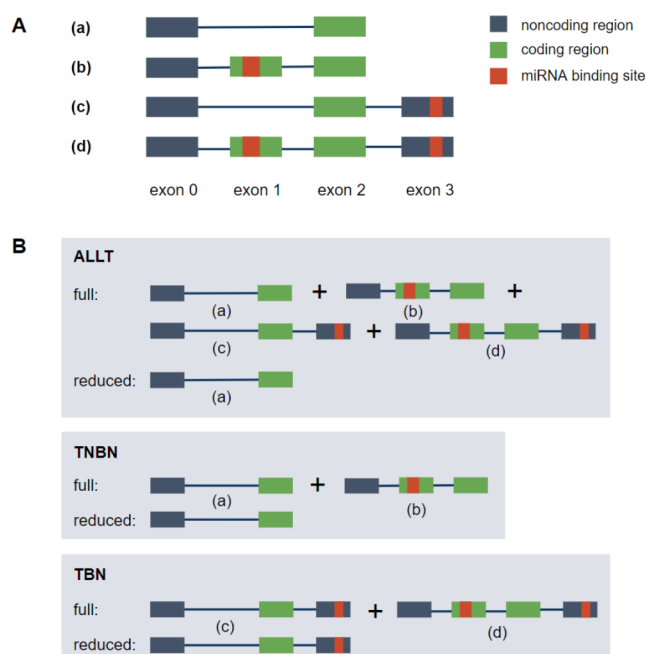 A
(a)
noncoding region
(b)
coding region
miRNA binding site
(c)
(d)
exon 0 exon 1 exon 2 exon 3
B
ALLT
full: + +
(a) (b)
+
(c) (d)
reduced:
(a)
TNBN
full: +
(a) (b)
reduced:
TBN
full: +
(c) (d)
reduced: